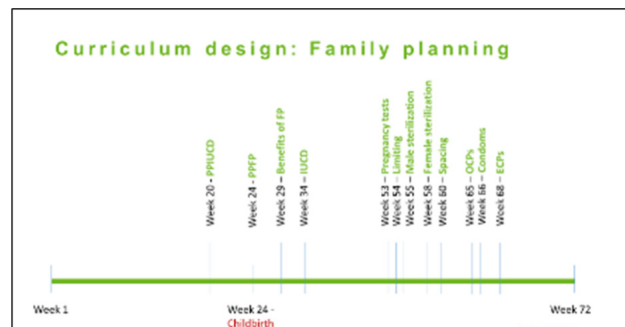 Curriculum design: Family planning
Week 20 - PPIUCD
Week 24 - PPFP
Week 29 – Benefits of FP
Week 34 – IUCD
Week 53 – Pregnancy tests
Week 54 – Limiting
Week 55 – Male sterilization
Week 58 – Female sterilization
Week 60 – Spacing
Week 65 – OCPs
Week 66 – Condoms
Week 68 – ECPs
Week 1
Week 24 -
Childbirth
Week 72